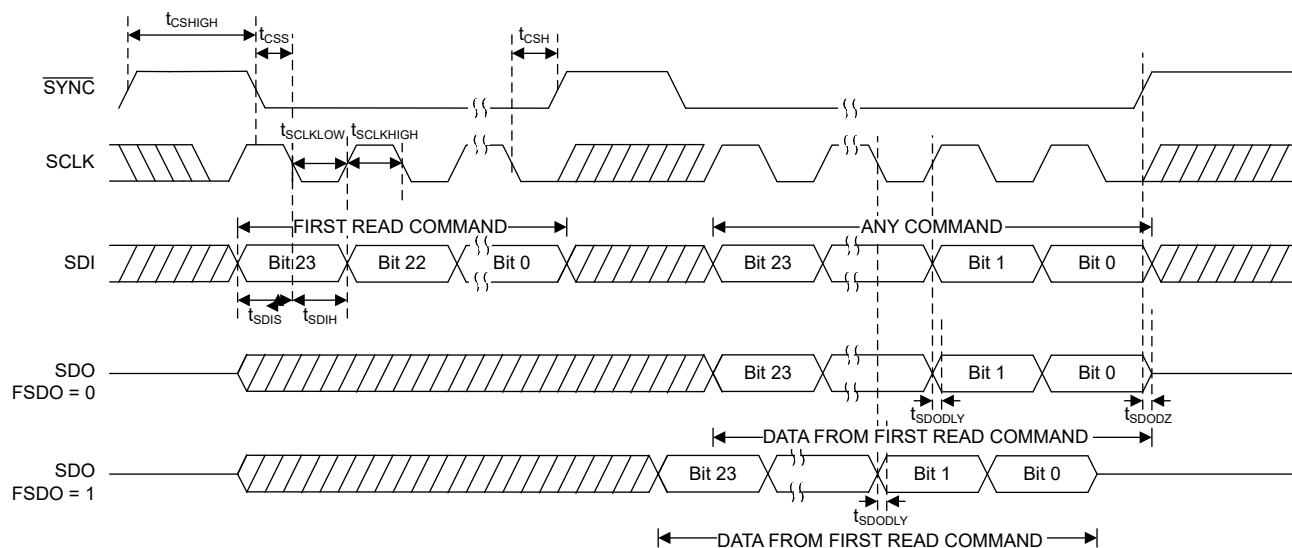 tCSHIGH
tCSS
tCSH
SYNC
tSCLKLOW
tSCLKHIGH
SCLK
FIRST READ COMMAND
ANY COMMAND
SDI
Bit 23
Bit 22
Bit 0
Bit 23
Bit 1
Bit 0
tSDIS
tSDIH
SDO
FSDO = 0
Bit 23
Bit 1
Bit 0
tSDODLY
tSDODZ
DATA FROM FIRST READ COMMAND
SDO
FSDO = 1
Bit 23
Bit 1
Bit 0
tSDODLY
DATA FROM FIRST READ COMMAND